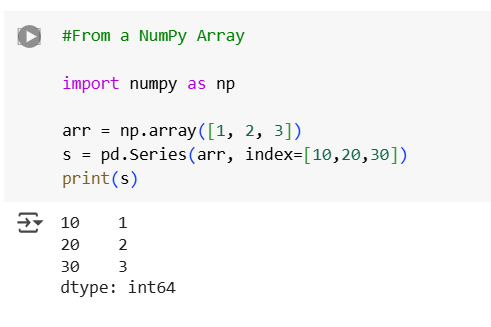 #From a NumPy Array
import numpy as np
arr = np.array([1, 2, 3])
s = pd.Series(arr, index=[10,20,30])
print(s)
10    1
20    2
30    3
dtype: int64